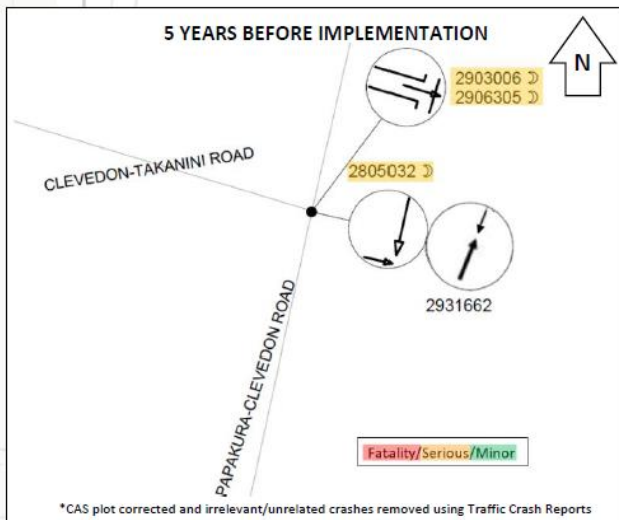 5 YEARS BEFORE IMPLEMENTATION
N
2903006 ☽
2906305 ☽
CLEVEDON-TAKANINI ROAD
2805032 ☽
2931662
PAPAKURA-CLEVEDON ROAD
Fatality/Serious/Minor
*CAS plot corrected and irrelevant/unrelated crashes removed using Traffic Crash Reports